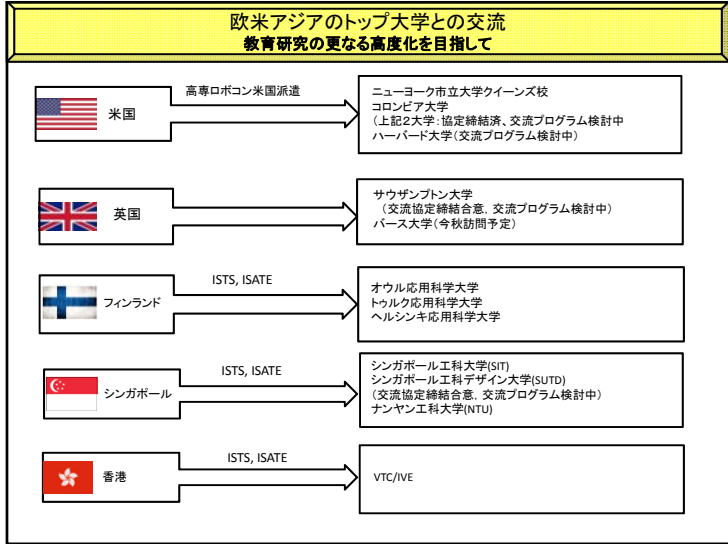 欧米アジアのトップ大学との交流
教育研究の更なる高度化を目指して
米国
高専ロボコン米国派遣
ニューヨーク市立大学クイーンズ校
コロンビア大学
(上記2大学:協定締結済、交流プログラム検討中
ハーバード大学(交流プログラム検討中)
英国
サウザンプトン大学
(交流協定締結合意,交流プログラム検討中)
バース大学(今秋訪問予定)
フィンランド
ISTS, ISATE
オウル応用科学大学
トゥルク応用科学大学
ヘルシンキ応用科学大学
シンガポール
ISTS, ISATE
シンガポール工科大学(SIT)
シンガポール工科デザイン大学(SUTD)
(交流協定締結合意,交流プログラム検討中)
ナンヤン工科大学(NTU)
香港
ISTS, ISATE
VTC/IVE